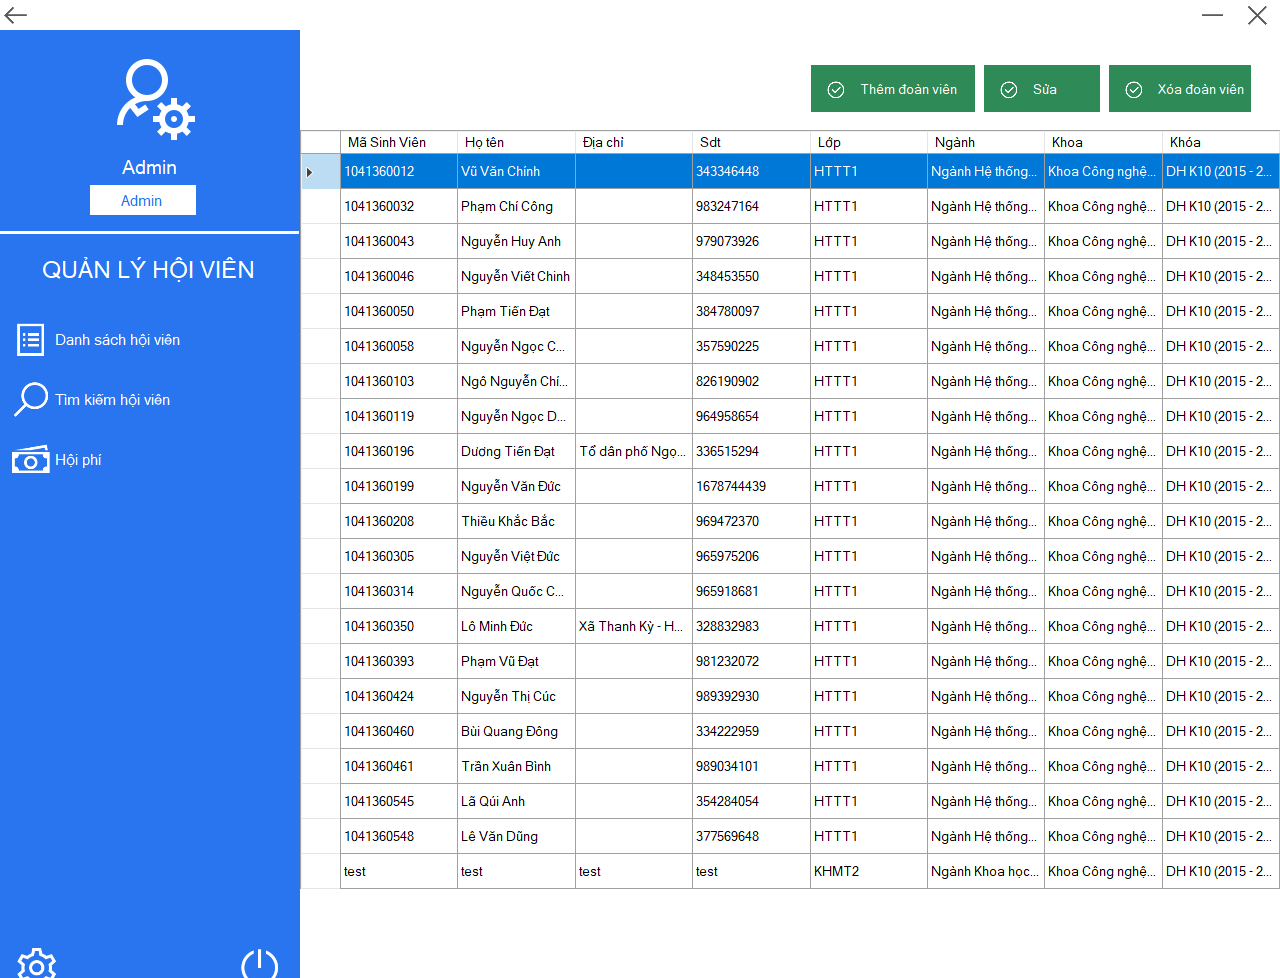 Thêm đoàn viên Sửa Xóa đoàn viên
Admin
Admin
QUẢN LÝ HỘI VIÊN
Danh sách hội viên
Tìm kiếm hội viên
Hội phí
Mã Sinh Viên Họ tên Địa chỉ Sdt Lớp Ngành Khoa Khóa
1041360012 Vũ Văn Chính 343346448 HTTT1 Ngành Hệ thống... Khoa Công nghệ... DH K10 (2015 - 2...
1041360032 Phạm Chí Công 983247164 HTTT1 Ngành Hệ thống... Khoa Công nghệ... DH K10 (2015 - 2...
1041360043 Nguyễn Huy Anh 979073926 HTTT1 Ngành Hệ thống... Khoa Công nghệ... DH K10 (2015 - 2...
1041360046 Nguyễn Viết Chinh 348453550 HTTT1 Ngành Hệ thống... Khoa Công nghệ... DH K10 (2015 - 2...
1041360050 Phạm Tiến Đạt 384780097 HTTT1 Ngành Hệ thống... Khoa Công nghệ... DH K10 (2015 - 2...
1041360058 Nguyễn Ngọc C... 357590225 HTTT1 Ngành Hệ thống... Khoa Công nghệ... DH K10 (2015 - 2...
1041360103 Ngô Nguyễn Chí... 826190902 HTTT1 Ngành Hệ thống... Khoa Công nghệ... DH K10 (2015 - 2...
1041360119 Nguyễn Ngọc D... 964958654 HTTT1 Ngành Hệ thống... Khoa Công nghệ... DH K10 (2015 - 2...
1041360196 Dương Tiến Đạt Tổ dân phố Ngọ... 336515294 HTTT1 Ngành Hệ thống... Khoa Công nghệ... DH K10 (2015 - 2...
1041360199 Nguyễn Văn Đức 1678744439 HTTT1 Ngành Hệ thống... Khoa Công nghệ... DH K10 (2015 - 2...
1041360208 Thiều Khắc Bắc 969472370 HTTT1 Ngành Hệ thống... Khoa Công nghệ... DH K10 (2015 - 2...
1041360305 Nguyễn Việt Đức 965975206 HTTT1 Ngành Hệ thống... Khoa Công nghệ... DH K10 (2015 - 2...
1041360314 Nguyễn Quốc C... 965918681 HTTT1 Ngành Hệ thống... Khoa Công nghệ... DH K10 (2015 - 2...
1041360350 Lô Minh Đức Xã Thanh Kỳ - H... 328832983 HTTT1 Ngành Hệ thống... Khoa Công nghệ... DH K10 (2015 - 2...
1041360393 Phạm Vũ Đạt 981232072 HTTT1 Ngành Hệ thống... Khoa Công nghệ... DH K10 (2015 - 2...
1041360424 Nguyễn Thị Cúc 989392930 HTTT1 Ngành Hệ thống... Khoa Công nghệ... DH K10 (2015 - 2...
1041360460 Bùi Quang Đông 334222959 HTTT1 Ngành Hệ thống... Khoa Công nghệ... DH K10 (2015 - 2...
1041360461 Trần Xuân Bình 989034101 HTTT1 Ngành Hệ thống... Khoa Công nghệ... DH K10 (2015 - 2...
1041360545 Lã Qúi Anh 354284054 HTTT1 Ngành Hệ thống... Khoa Công nghệ... DH K10 (2015 - 2...
1041360548 Lê Văn Dũng 377569648 HTTT1 Ngành Hệ thống... Khoa Công nghệ... DH K10 (2015 - 2...
test test test test KHMT2 Ngành Khoa học... Khoa Công nghệ... DH K10 (2015 - 2...